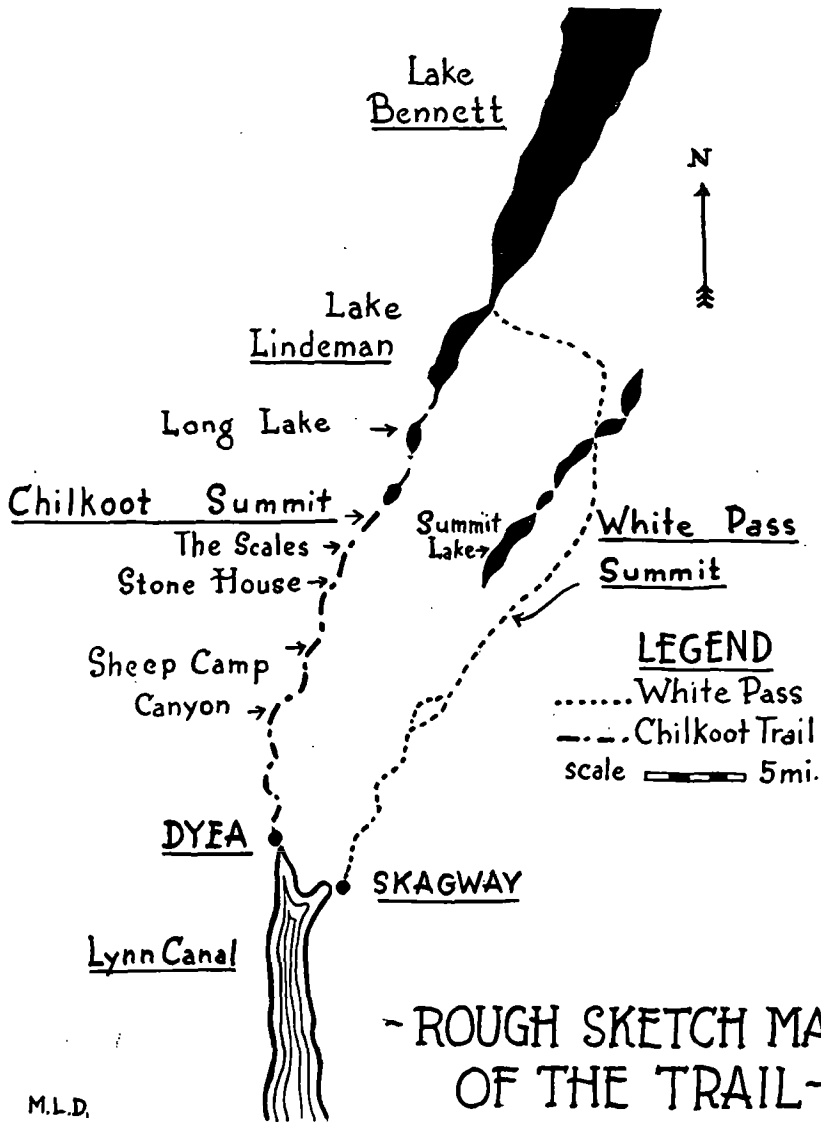 Lake
Bennett
N
Lake
Lindeman
Long Lake
Chilkoot Summit
The Scales
Stone House
Summit
Lake
White Pass
Summit
Sheep Camp
Canyon
LEGEND
White Pass
Chilkoot Trail
scale 5mi.
DYEA
SKAGWAY
Lynn Canal
~ROUGH SKETCH MA
OF THE TRAIL~
M.L.D.